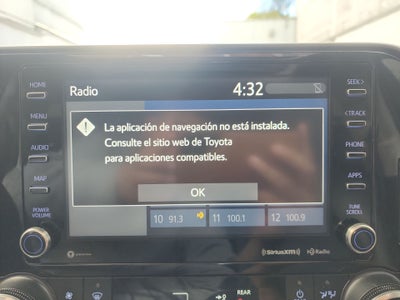 Radio
4:32
HOME
SEEK>
MENU
<TRACK
La aplicación de navegación no está instalada.
Consulte el sitio web de Toyota
para aplicaciones compatibles.
AUDIO
PHONE
MAP
APPS
OK
POWER
VOLUME
TUNE
SCROLL
10 91.3
11 100.1
12 100.9
SiriusXM
HD Radio
REAR